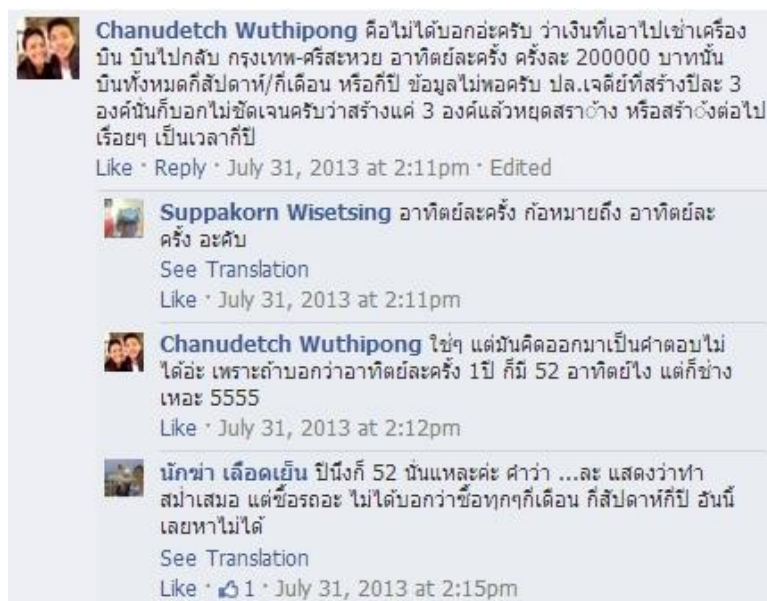 Chanudetch Wuthipong คือไม่ได้บอกอ่ะครับ ว่าเงินที่เอาไปเช่าเครื่อง
บิน บินไปกลับ กรุงเทพ-ศรีสะหวย อาทิตย์ละครั้ง ครั้งละ 200000 บาทนั้น
บินทั้งหมดกี่สัปดาห์/กี่เดือน หรือกี่ปี ข้อมูลไม่พอครับ ปล.เจดีย์ที่สร้างปีละ 3
องค์นั่นก็บอกไม่ชัดเจนครับว่าสร้างแค่ 3 องค์แล้วหยุดสรา้าง หรือสร้า้งต่อไป
เรื่อยๆ เป็นเวลากี่ปี
Like · Reply · July 31, 2013 at 2:11pm · Edited
Suppakorn Wisetsing อาทิตย์ละครั้ง ก้อหมายถึง อาทิตย์ละ
ครั้ง อะคับ
See Translation
Like · July 31, 2013 at 2:11pm
Chanudetch Wuthipong ใช่ๆ แต่มันคิดออกมาเป็นคำตอบไม่
ได้อ่ะ เพราะถ้าบอกว่าอาทิตย์ละครั้ง 1ปี ก็มี 52 อาทิตย์ไง แต่ก็ช่าง
เหอะ 5555
Like · July 31, 2013 at 2:12pm
นักฆ่า เลือดเย็น ปีนึงก็ 52 นั่นแหละค่ะ คำว่า ...ละ แสดงว่าทำ
สม่ำเสมอ แต่ซื้อรถอะ ไม่ได้บอกว่าซื้อทุกๆกี่เดือน กี่สัปดาห์กี่ปี อันนี้
เลยหาไม่ได้
See Translation
Like · 1 · July 31, 2013 at 2:15pm